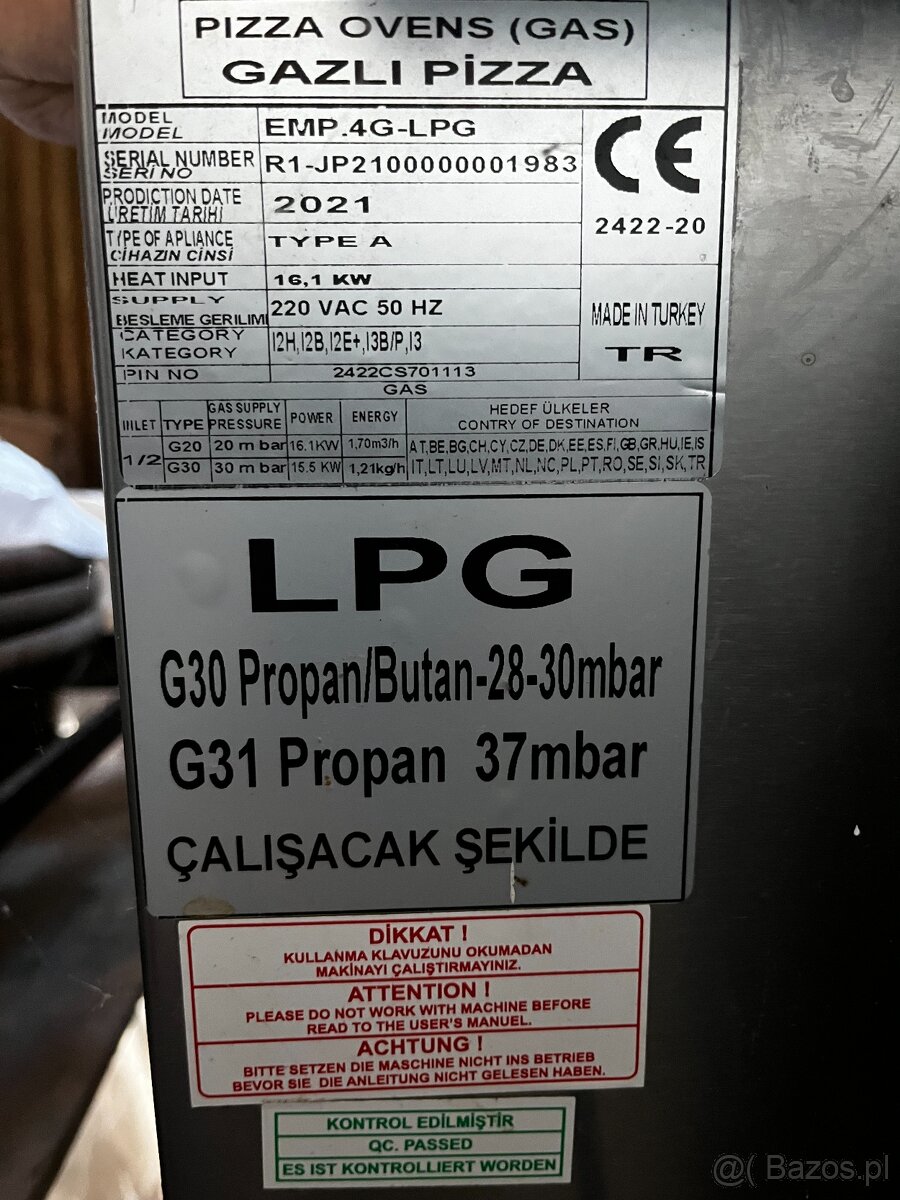 PIZZA OVENS (GAS)
GAZLI PİZZA
MODEL
MODEL
EMP.4G-LPG
SERIAL NUMBER
SERI NO
R1-JP2100000001983
PRODICTION DATE
ÜRETİM TARIHI
2021
TYPE OF APLIANCE
CİHAZIN CİNSİ
TYPE A
HEAT INPUT
16,1 KW
SUPPLY
BESLEME GERILIMI
220 VAC 50 HZ
CATEGORY
KATEGORY
I2H,I2B,I2E+,I3B/P,I3
PIN NO
2422CS701113
CE
2422-20
MADE IN TURKEY
TR
GAS
INLET
TYPE
GAS SUPPLY
PRESSURE
POWER
ENERGY
HEDEF ÜLKELER
CONTRY OF DESTINATION
1/2
G20 20 m bar 16.1KW 1,70m3/h AT,BE,BG,CH,CY,CZ,DE,DK,EE,ES,FI,GB,GR,HU,IE,IS
G30 30 m bar 15.5 KW 1,21kg/h IT,LT,LU,LV,MT,NL,NC,PL,PT,RO,SE,SI,SK,TR
LPG
G30 Propan/Butan-28-30mbar
G31 Propan 37mbar
ÇALIŞACAK ŞEKİLDE
DİKKAT !
KULLANMA KLAVUZUNU OKUMADAN
MAKİNAYI ÇALIŞTIRMAYINIZ.
ATTENTION !
PLEASE DO NOT WORK WITH MACHINE BEFORE
READ TO THE USER'S MANUEL.
ACHTUNG !
BITTE SETZEN DIE MASCHINE NICHT INS BETRIEB
BEVOR SIE DIE ANLEITUNG NICHT GELESEN HABEN.
KONTROL EDİLMİŞTİR
QC. PASSED
ES IST KONTROLLIERT WORDEN
@( Bazos.pl